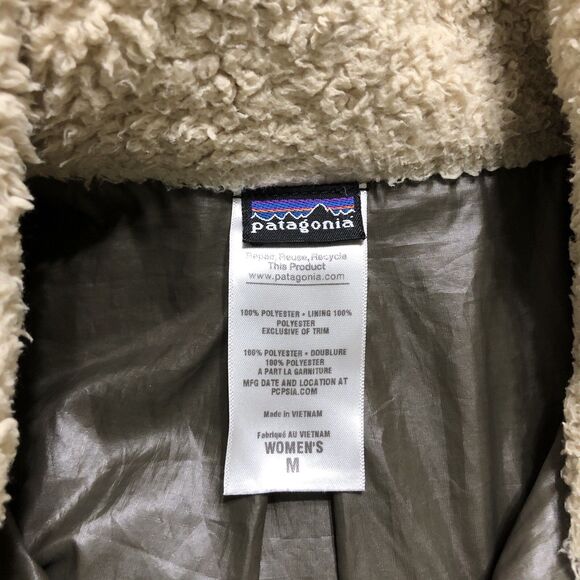 patagonia
Repair, Reuse, Recycle
This Product
www.patagonia.com
100% POLYESTER • LINING 100%
POLYESTER
EXCLUSIVE OF TRIM
100% POLYESTER • DOUBLURE
100% POLYESTER
A PART LA GARNITURE
MFG DATE AND LOCATION AT
PCPSIA.COM
Made in VIETNAM
Fabriqué AU VIETNAM
WOMEN'S
M